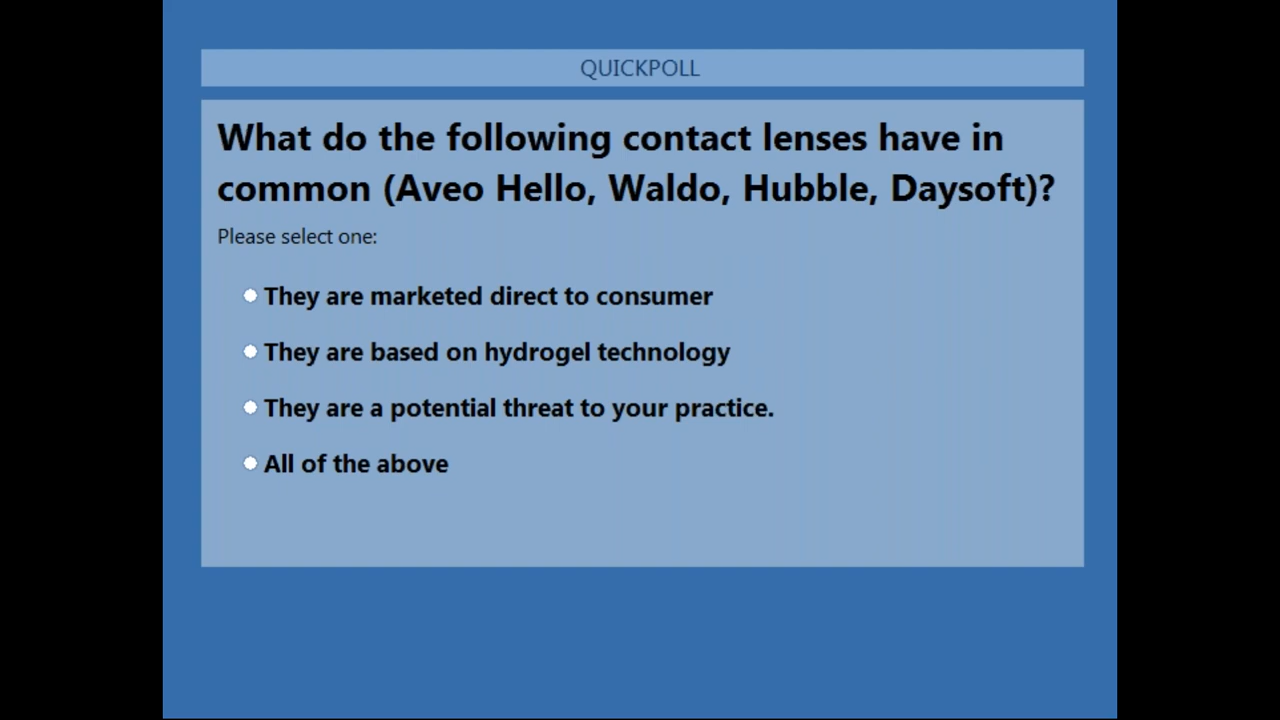 QUICKPOLL
What do the following contact lenses have in
common (Aveo Hello, Waldo, Hubble, Daysoft)?
Please select one:
They are marketed direct to consumer
They are based on hydrogel technology
They are a potential threat to your practice.
All of the above